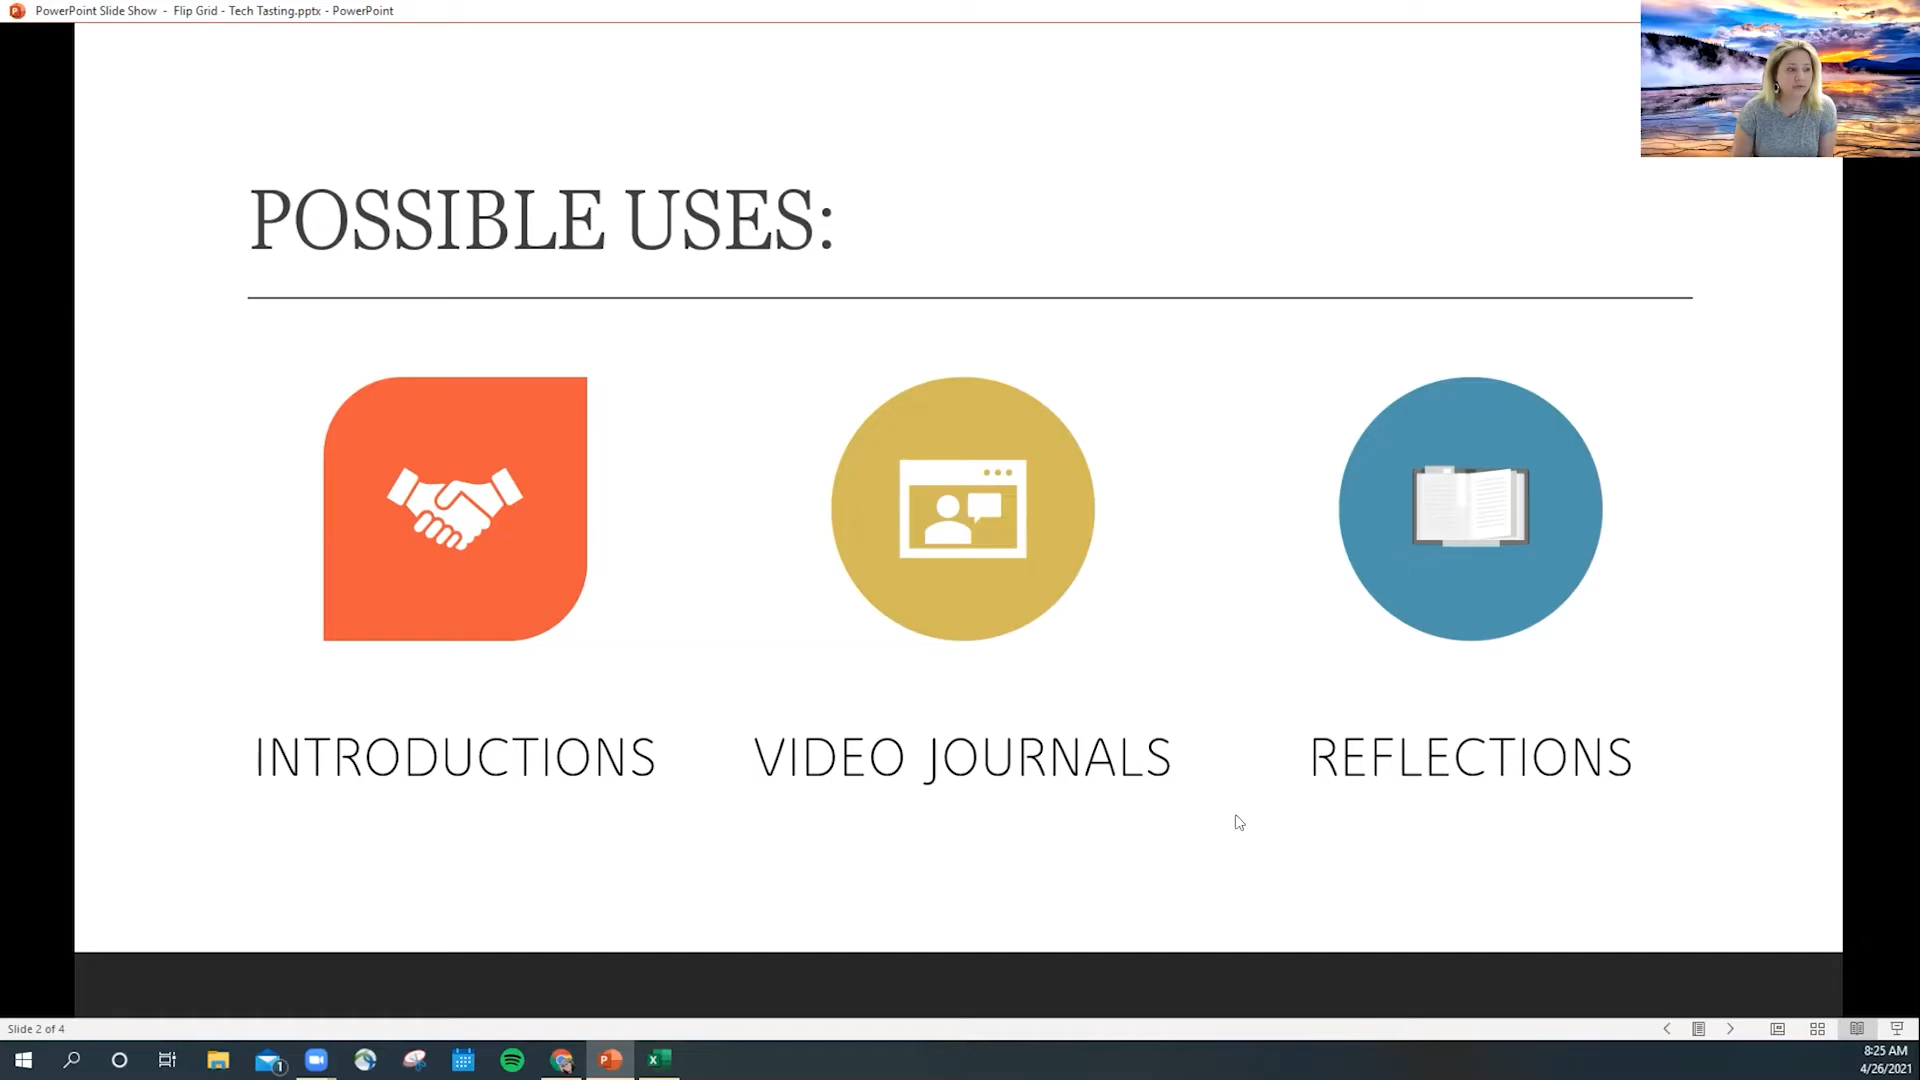 PowerPoint Slide Show - Flip Grid - Tech Tasting.pptx - PowerPoint
POSSIBLE USES:
INTRODUCTIONS
VIDEO JOURNALS
REFLECTIONS
Slide 2 of 4
8:25 AM
4/26/2021